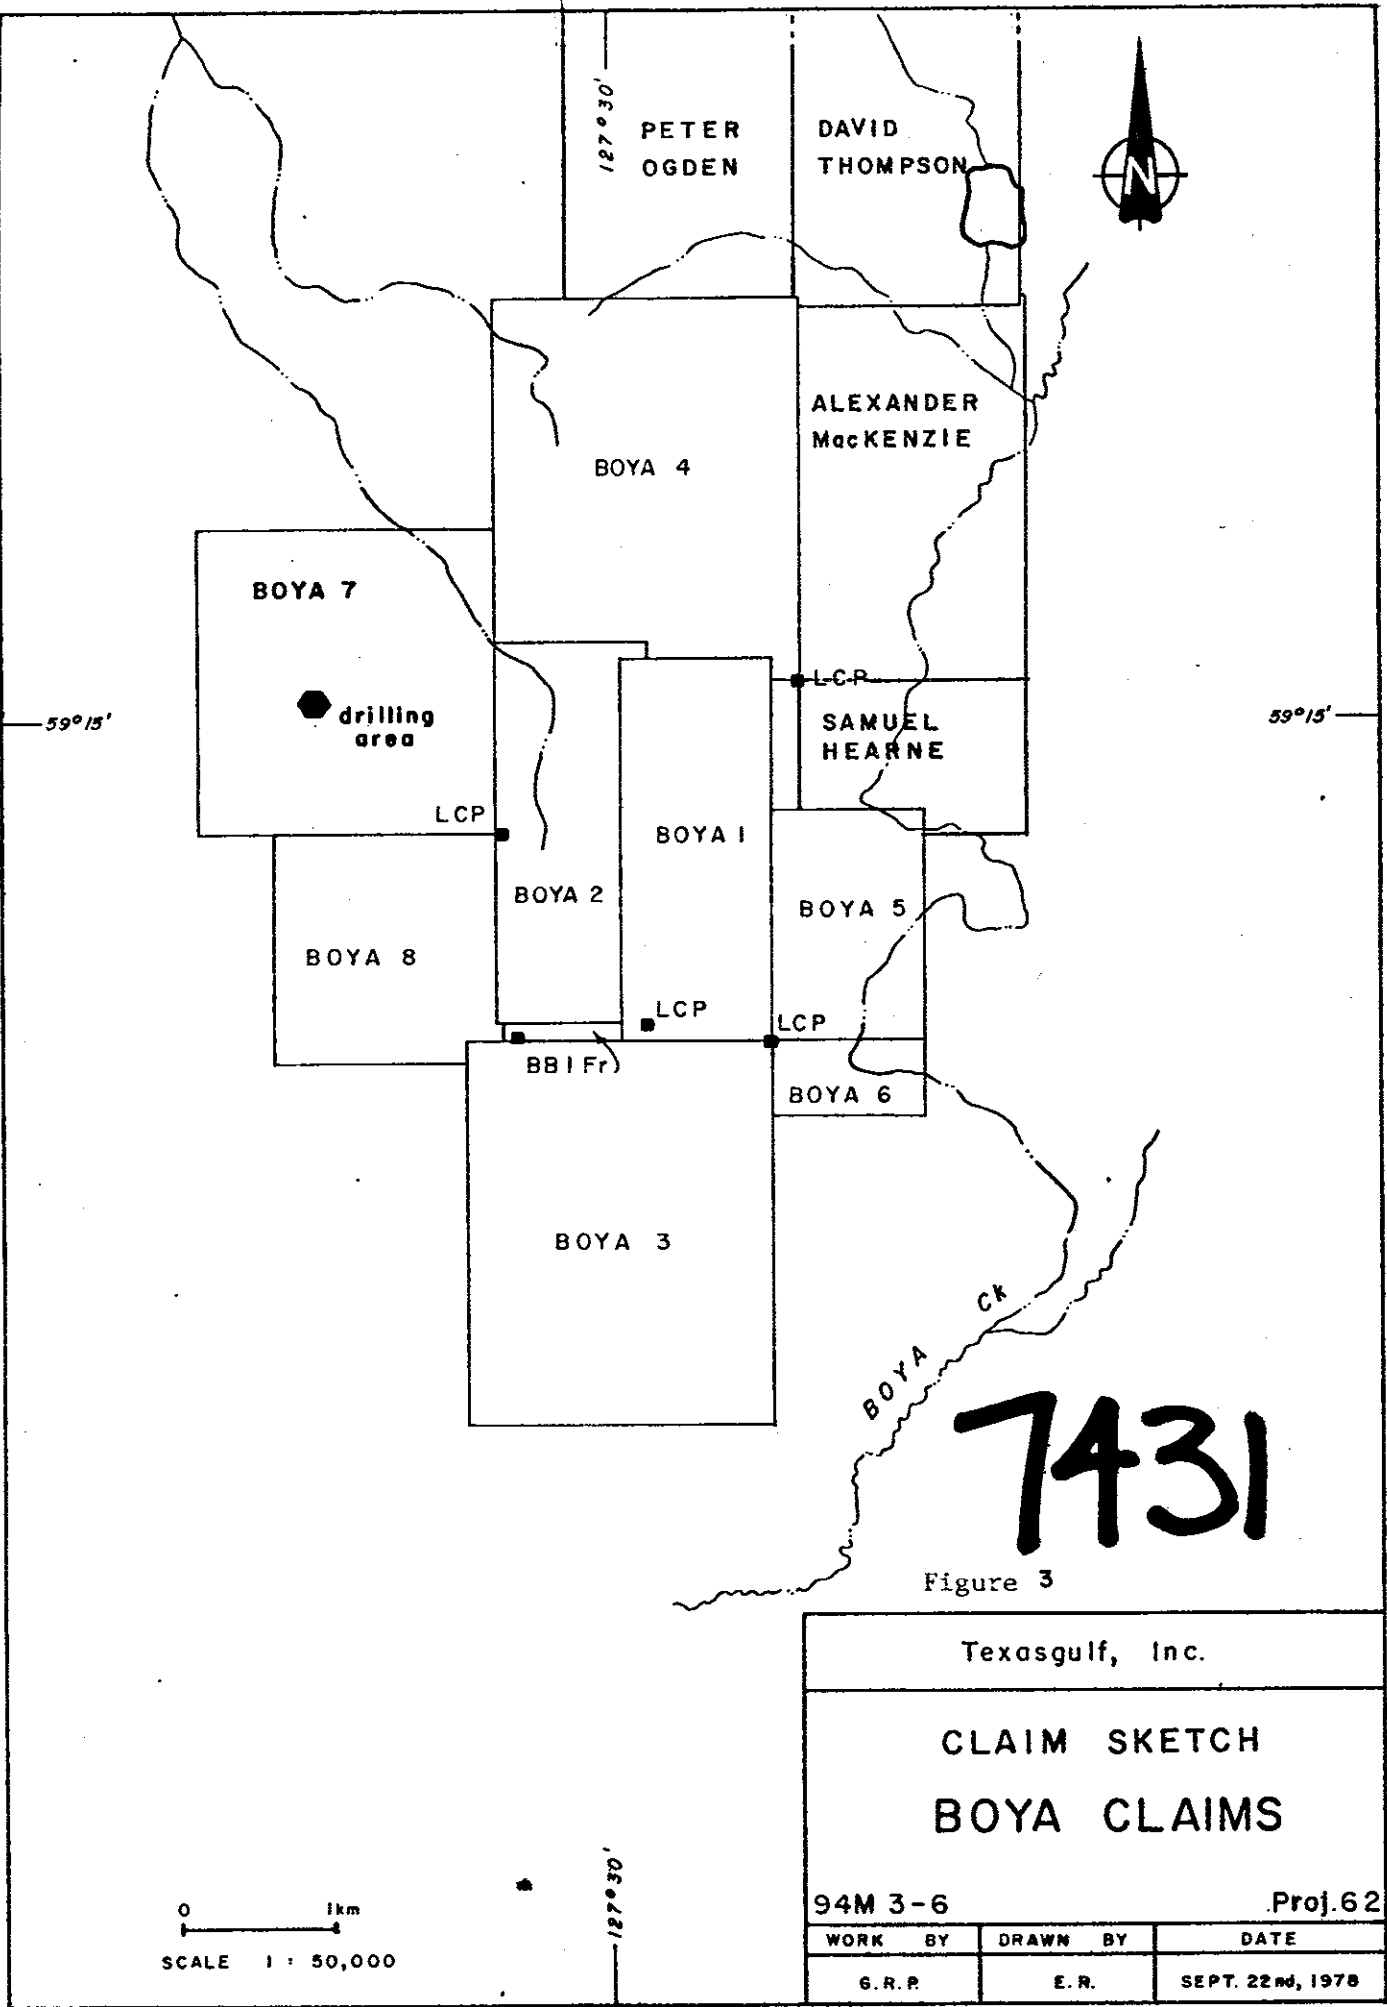 127°30'
PETER
OGDEN
DAVID
THOMPSON
N
ALEXANDER
MacKENZIE
BOYA 4
BOYA 7
LCP
59°15'
drilling
area
SAMUEL
HEARNE
59°15'
LCP
BOYA 1
BOYA 2
BOYA 5
BOYA 8
LCP
LCP
BB 1 Fr
BOYA 6
BOYA 3
BOYA Ck
7431
Figure 3
Texasgulf, Inc.
CLAIM SKETCH
BOYA CLAIMS
94M 3-6 Proj.62
WORK BY DRAWN BY DATE
G.R.P. E.R. SEPT. 22nd, 1978
127°30'
0 1km
SCALE 1 : 50,000